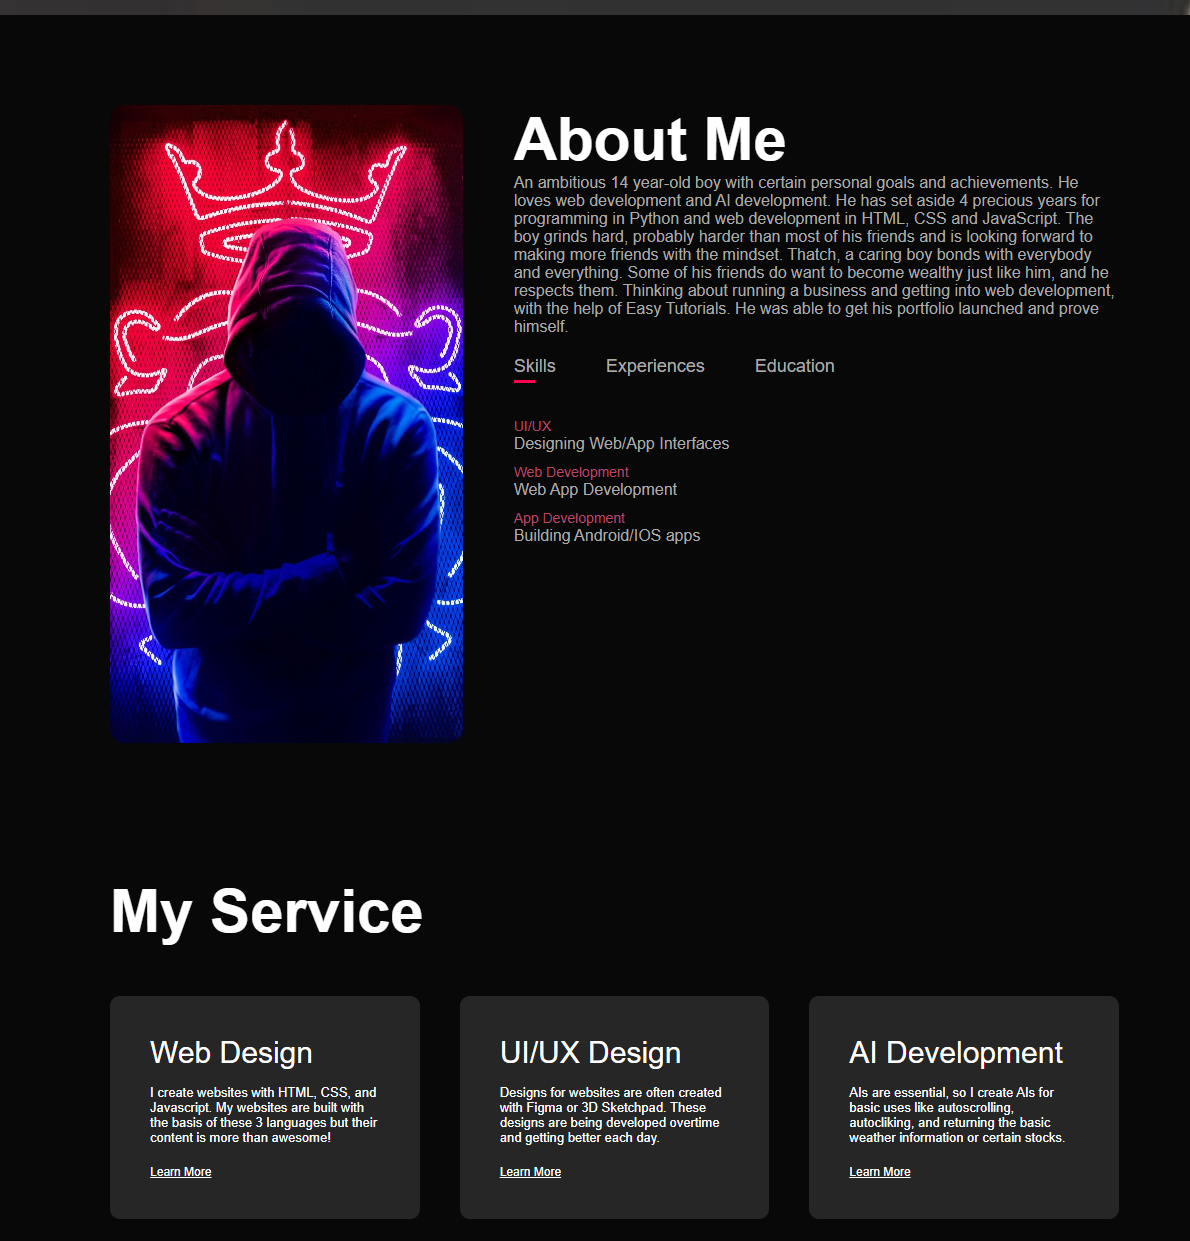 About Me
An ambitious 14 year-old boy with certain personal goals and achievements. He
loves web development and AI development. He has set aside 4 precious years for
programming in Python and web development in HTML, CSS and JavaScript. The
boy grinds hard, probably harder than most of his friends and is looking forward to
making more friends with the mindset. Thatch, a caring boy bonds with everybody
and everything. Some of his friends do want to become wealthy just like him, and he
respects them. Thinking about running a business and getting into web development,
with the help of Easy Tutorials. He was able to get his portfolio launched and prove
himself.
Skills Experiences Education
UI/UX
Designing Web/App Interfaces
Web Development
Web App Development
App Development
Building Android/IOS apps
My Service
Web Design
I create websites with HTML, CSS, and
Javascript. My websites are built with
the basis of these 3 languages but their
content is more than awesome!
Learn More
UI/UX Design
Designs for websites are often created
with Figma or 3D Sketchpad. These
designs are being developed overtime
and getting better each day.
Learn More
AI Development
AIs are essential, so I create AIs for
basic uses like autoscrolling,
autocliking, and returning the basic
weather information or certain stocks.
Learn More